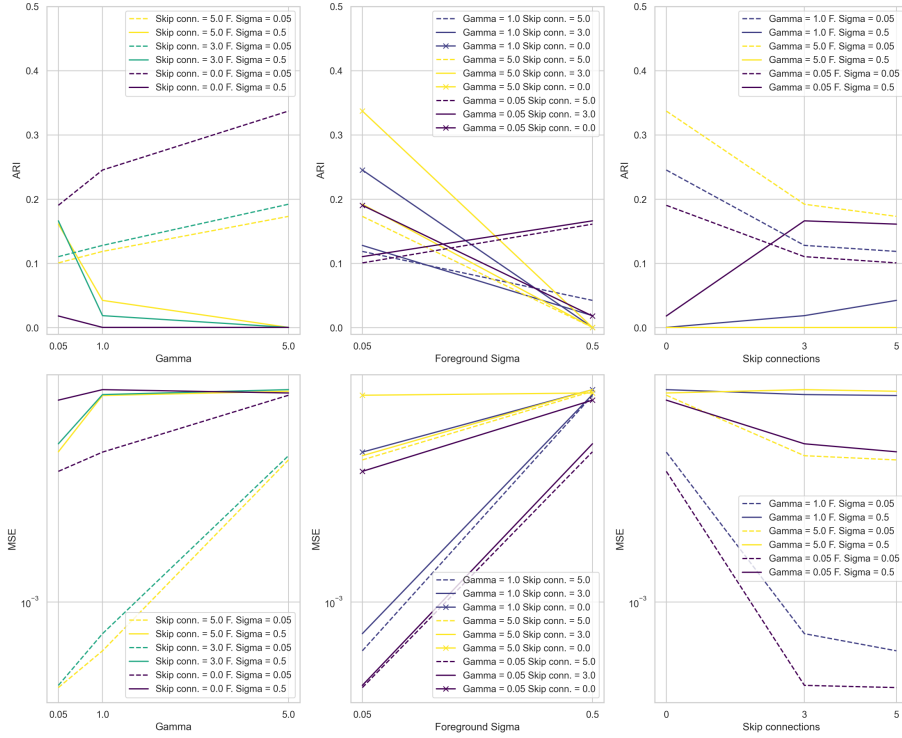 0.5
0.4
0.3
0.2
0.1
0.0
ARI
0.05
1.0
5.0
Gamma
Skip conn. = 5.0 F. Sigma = 0.05
Skip conn. = 5.0 F. Sigma = 0.5
Skip conn. = 3.0 F. Sigma = 0.05
Skip conn. = 3.0 F. Sigma = 0.5
Skip conn. = 0.0 F. Sigma = 0.05
Skip conn. = 0.0 F. Sigma = 0.5
0.5
0.4
0.3
0.2
0.1
0.0
ARI
0.05
0.5
Foreground Sigma
Gamma = 1.0 Skip conn. = 5.0
Gamma = 1.0 Skip conn. = 3.0
Gamma = 1.0 Skip conn. = 0.0
Gamma = 5.0 Skip conn. = 5.0
Gamma = 5.0 Skip conn. = 3.0
Gamma = 5.0 Skip conn. = 0.0
Gamma = 0.05 Skip conn. = 5.0
Gamma = 0.05 Skip conn. = 3.0
Gamma = 0.05 Skip conn. = 0.0
0.5
0.4
0.3
0.2
0.1
0.0
ARI
0
3
5
Skip connections
Gamma = 1.0 F. Sigma = 0.05
Gamma = 1.0 F. Sigma = 0.5
Gamma = 5.0 F. Sigma = 0.05
Gamma = 5.0 F. Sigma = 0.5
Gamma = 0.05 F. Sigma = 0.05
Gamma = 0.05 F. Sigma = 0.5
10⁻³
MSE
0.05
1.0
5.0
Gamma
Skip conn. = 5.0 F. Sigma = 0.05
Skip conn. = 5.0 F. Sigma = 0.5
Skip conn. = 3.0 F. Sigma = 0.05
Skip conn. = 3.0 F. Sigma = 0.5
Skip conn. = 0.0 F. Sigma = 0.05
Skip conn. = 0.0 F. Sigma = 0.5
10⁻³
MSE
0.05
0.5
Foreground Sigma
Gamma = 1.0 Skip conn. = 5.0
Gamma = 1.0 Skip conn. = 3.0
Gamma = 1.0 Skip conn. = 0.0
Gamma = 5.0 Skip conn. = 5.0
Gamma = 5.0 Skip conn. = 3.0
Gamma = 5.0 Skip conn. = 0.0
Gamma = 0.05 Skip conn. = 5.0
Gamma = 0.05 Skip conn. = 3.0
Gamma = 0.05 Skip conn. = 0.0
10⁻³
MSE
0
3
5
Skip connections
Gamma = 1.0 F. Sigma = 0.05
Gamma = 1.0 F. Sigma = 0.5
Gamma = 5.0 F. Sigma = 0.05
Gamma = 5.0 F. Sigma = 0.5
Gamma = 0.05 F. Sigma = 0.05
Gamma = 0.05 F. Sigma = 0.5